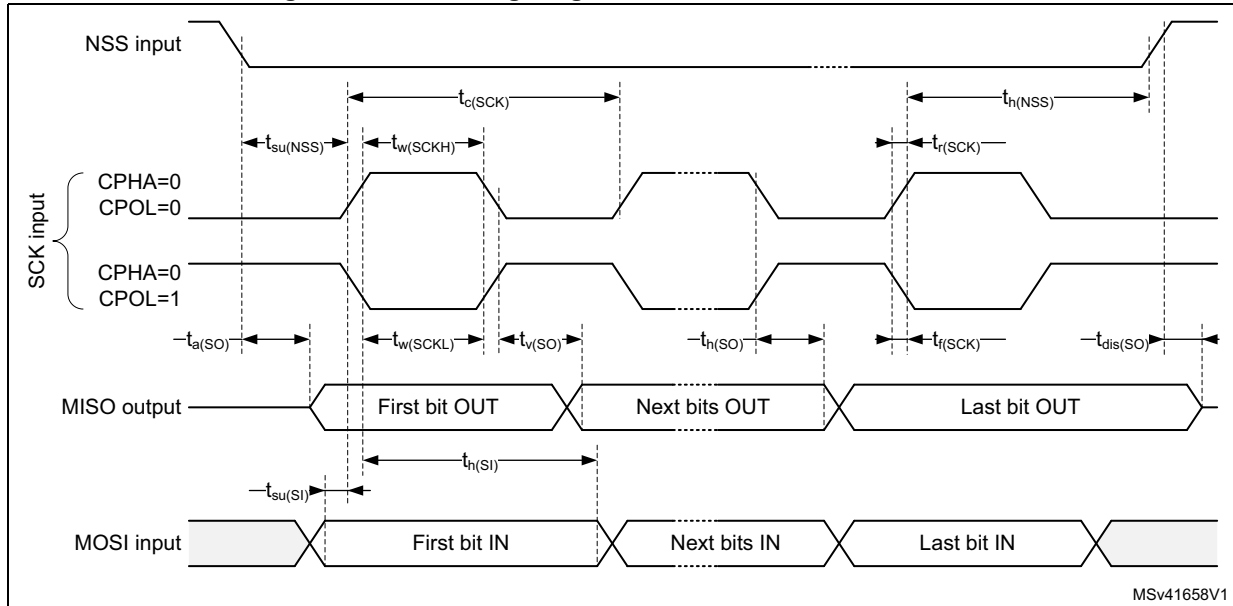 NSS input
tc(SCK)
th(NSS)
tsu(NSS)
tw(SCKH)
tr(SCK)
SCK input
CPHA=0
CPOL=0
CPHA=0
CPOL=1
ta(SO)
tw(SCKL)
tv(SO)
th(SO)
tf(SCK)
tdis(SO)
MISO output
First bit OUT
Next bits OUT
Last bit OUT
th(SI)
tsu(SI)
MOSI input
First bit IN
Next bits IN
Last bit IN
MSv41658V1